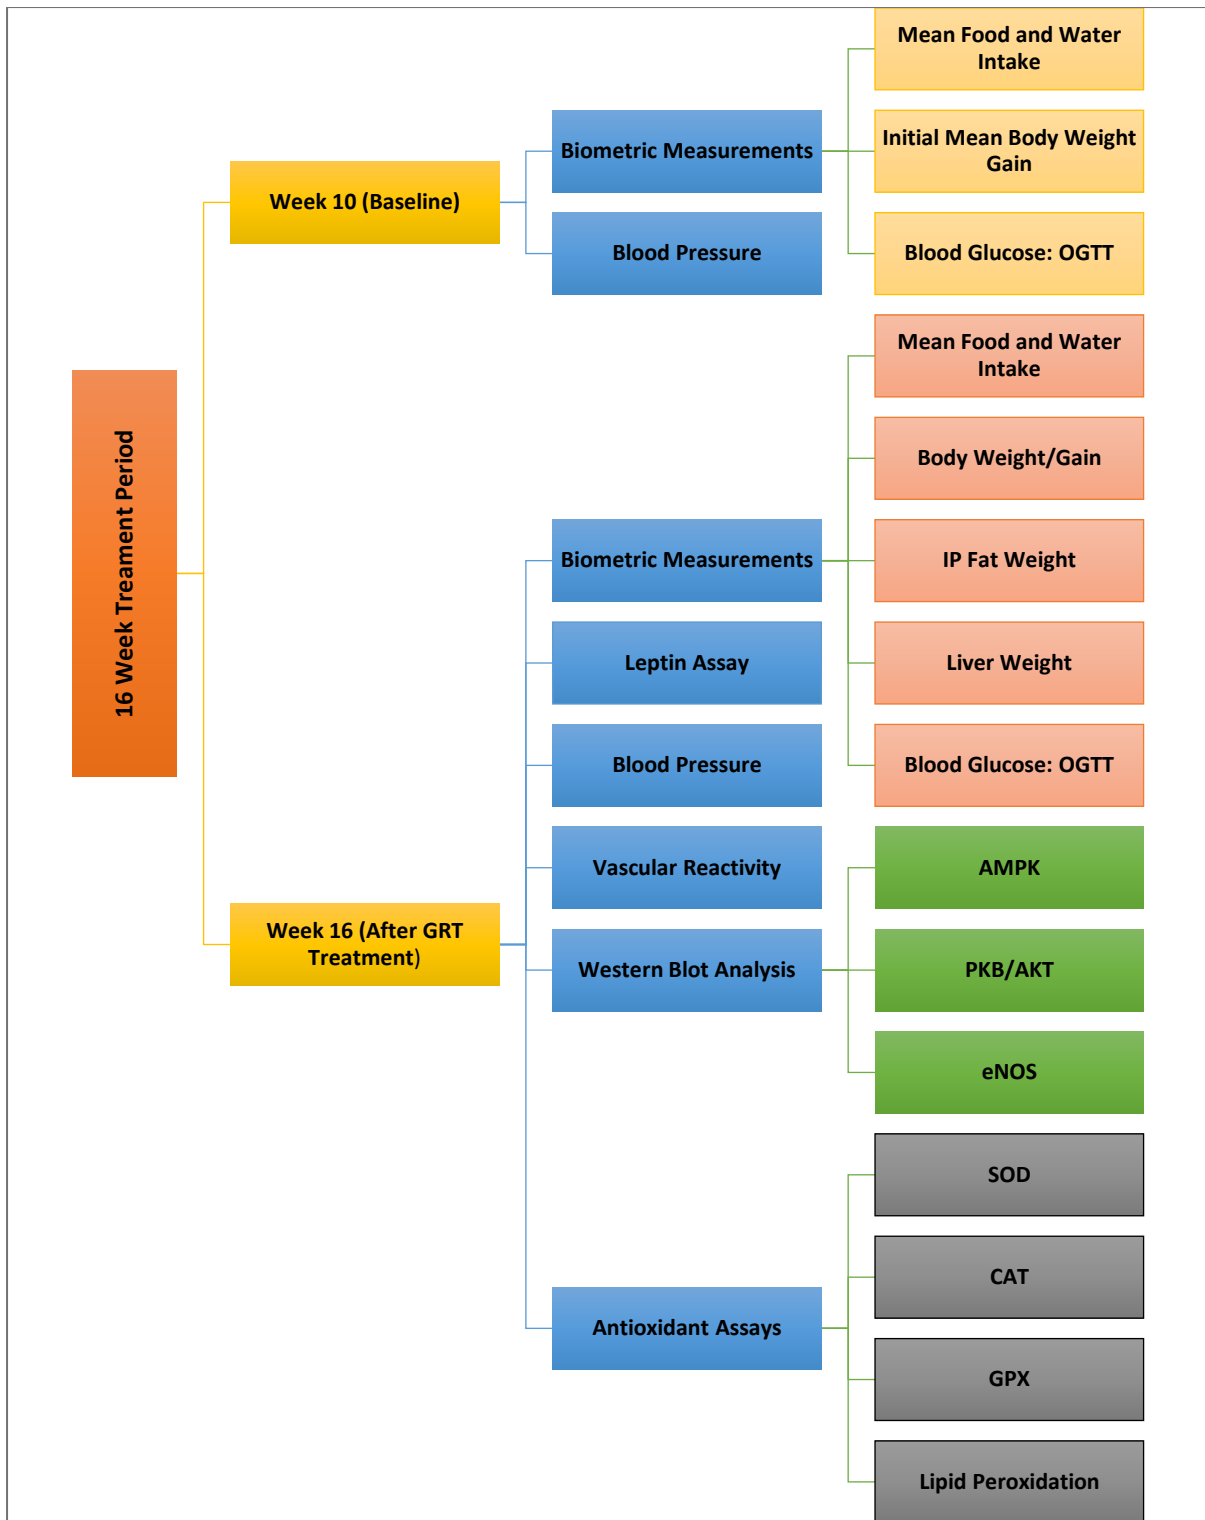 16 Week Treament Period
Week 10 (Baseline)
Biometric Measurements
Mean Food and Water
Intake
Initial Mean Body Weight
Gain
Blood Glucose: OGTT
Blood Pressure
Week 16 (After GRT
Treatment)
Biometric Measurements
Mean Food and Water
Intake
Body Weight/Gain
IP Fat Weight
Liver Weight
Blood Glucose: OGTT
Leptin Assay
Blood Pressure
Vascular Reactivity
Western Blot Analysis
AMPK
PKB/AKT
eNOS
Antioxidant Assays
SOD
CAT
GPX
Lipid Peroxidation